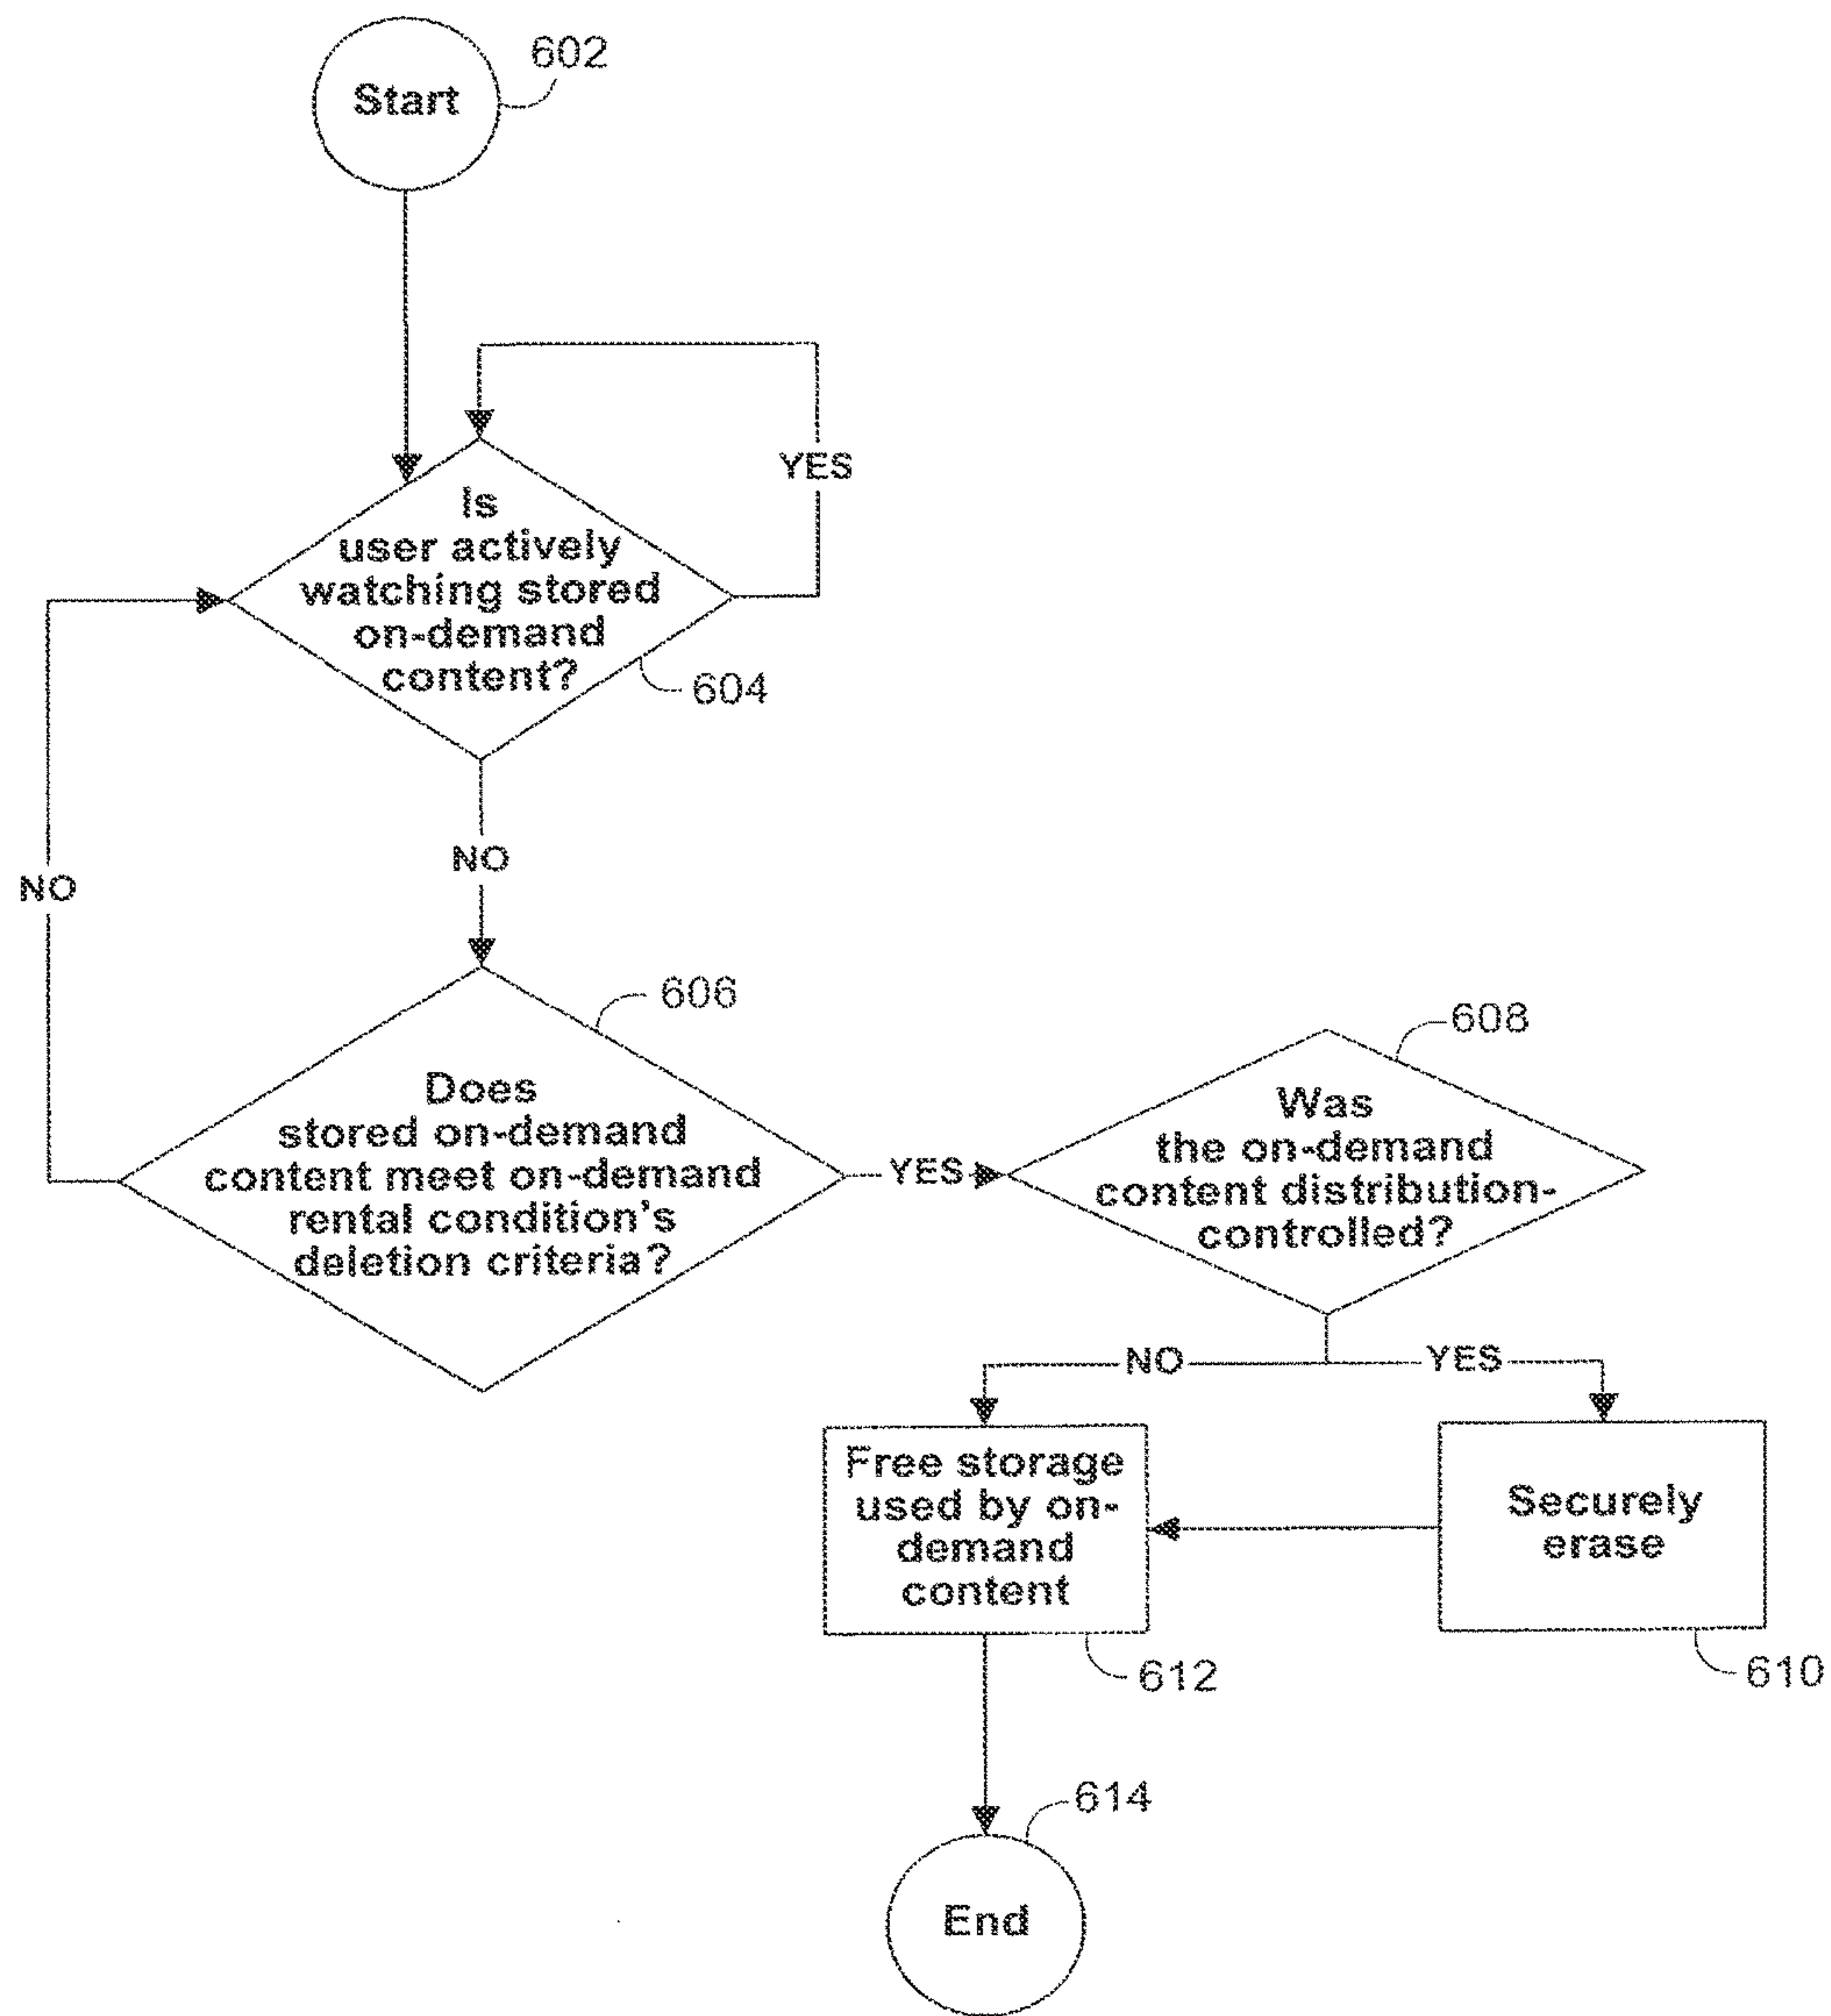 602
Start
YES
Is
user actively
watching stored
on-demand
content?
604
NO
NO
606
Does
stored on-demand
content meet on-demand
rental condition's
deletion criteria?
YES
608
Was
the on-demand
content distribution-
controlled?
NO
YES
Free storage
used by on-
demand
content
612
Securely
erase
610
614
End